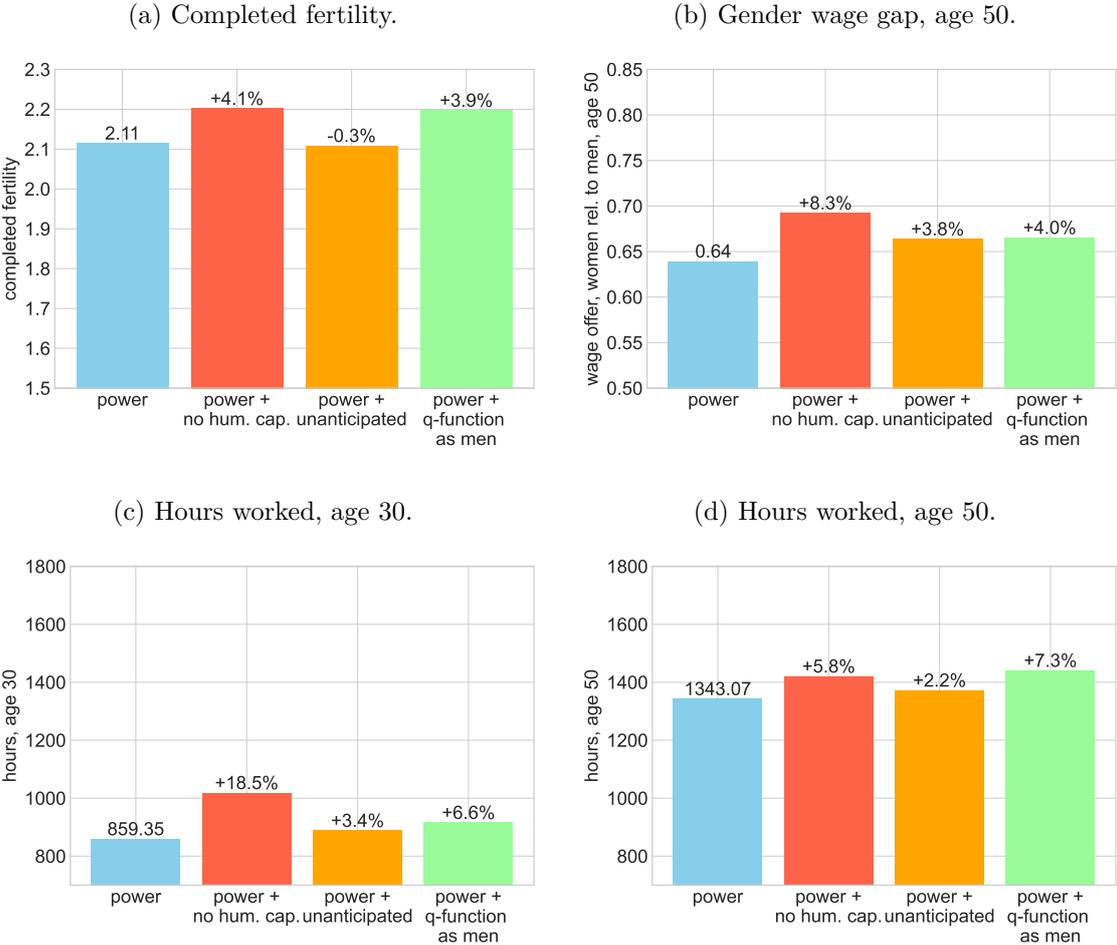 (a) Completed fertility.
completed fertility
2.3
2.2
2.1
2.0
1.9
1.8
1.7
1.6
1.5
2.11
+4.1%
-0.3%
+3.9%
power
power +
no hum. cap.
power +
unanticipated
power +
q-function
as men
(b) Gender wage gap, age 50.
wage offer, women rel. to men, age 50
0.85
0.80
0.75
0.70
0.65
0.60
0.55
0.50
0.64
+8.3%
+3.8%
+4.0%
power
power +
no hum. cap.
power +
unanticipated
power +
q-function
as men
(c) Hours worked, age 30.
hours, age 30
1800
1600
1400
1200
1000
800
859.35
+18.5%
+3.4%
+6.6%
power
power +
no hum. cap.
power +
unanticipated
power +
q-function
as men
(d) Hours worked, age 50.
hours, age 50
1800
1600
1400
1200
1000
800
1343.07
+5.8%
+2.2%
+7.3%
power
power +
no hum. cap.
power +
unanticipated
power +
q-function
as men